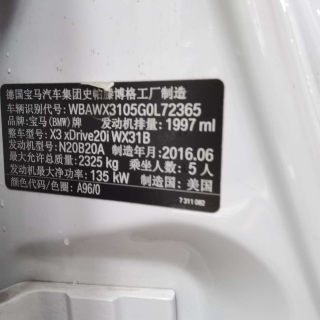 德国宝马汽车集团史帕腾博格工厂制造
车辆识别代号: WBAWX3105G0L72365
品牌: 宝马(BMW)牌 发动机排量: 1997 ml
整车型号: X3 xDrive20i WX31B
发动机型号: N20B20A 制造年月: 2016.06
最大允许总质量: 2325 kg 乘坐人数: 5 人
发动机最大净功率: 135 kW 制造国: 美国
颜色代码/色圈: A96/0
7 311 082